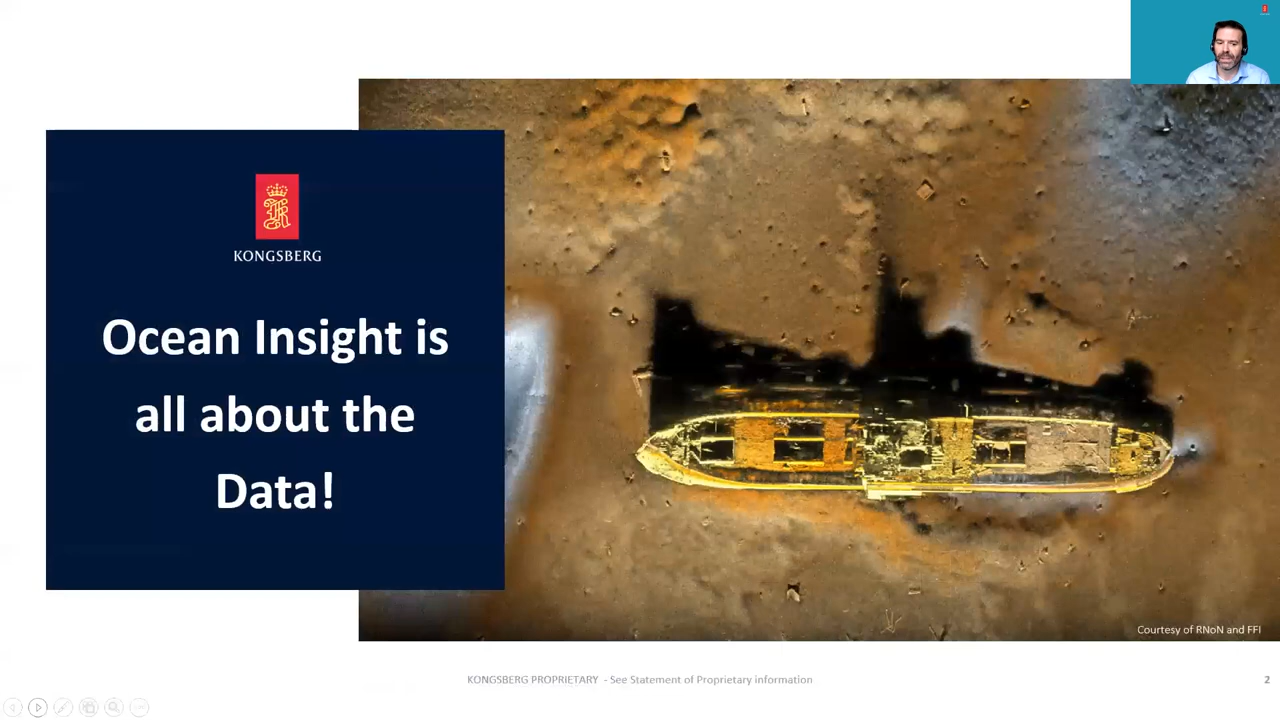 KONGSBERG
Ocean Insight is
all about the
Data!
Courtesy of RNoN and FFI
KONGSBERG PROPRIETARY - See Statement of Proprietary information
2